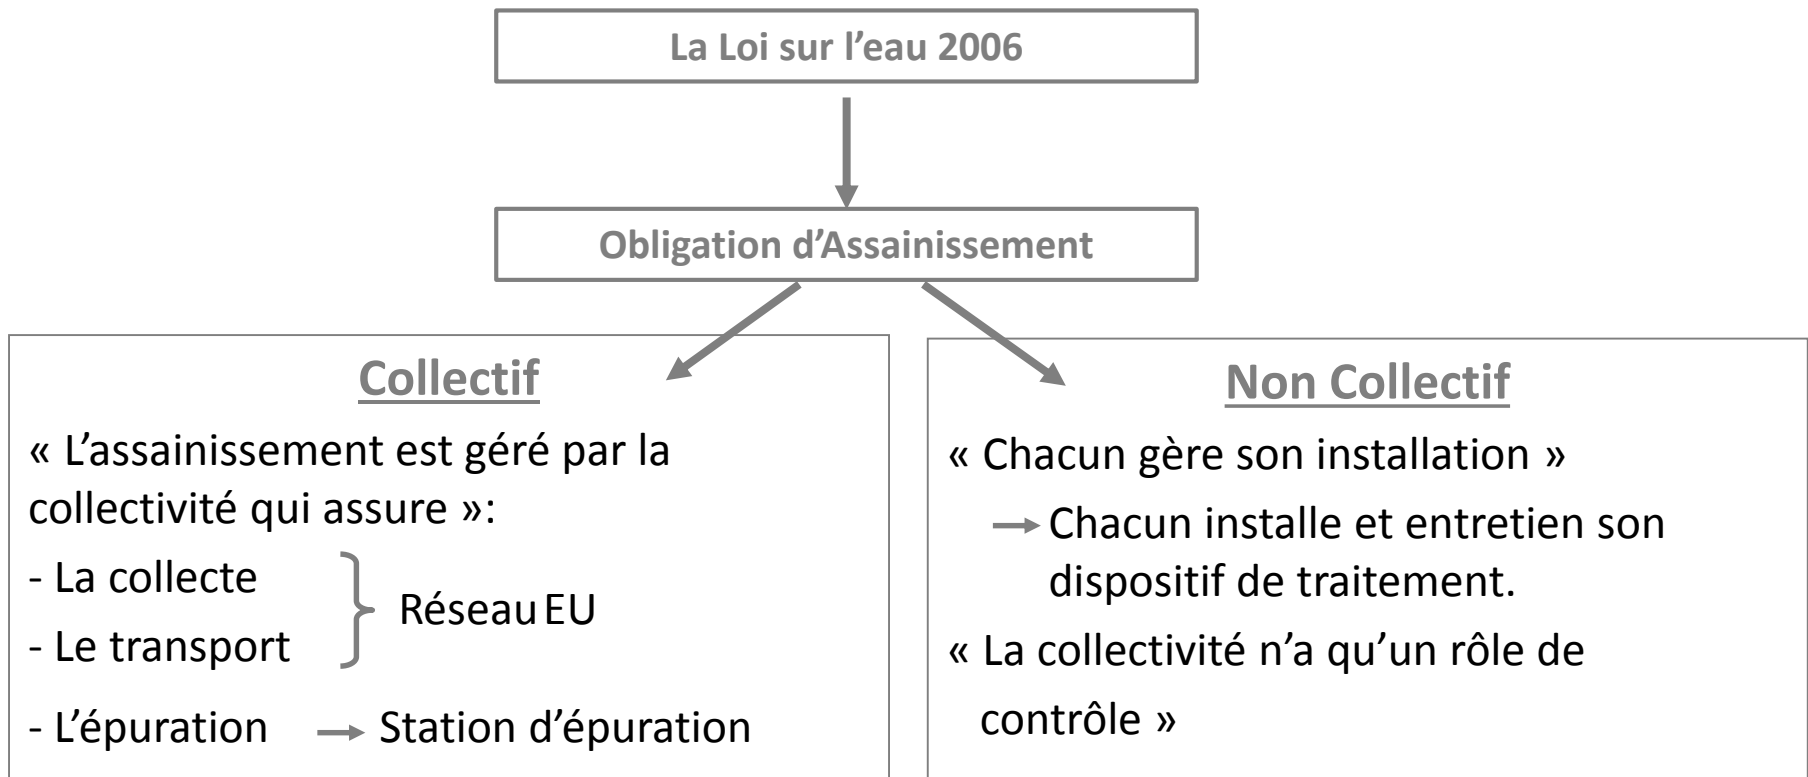 La Loi sur l’eau 2006
Obligation d’Assainissement
Collectif
« L’assainissement est géré par la
collectivité qui assure »:
- La collecte
- Le transport
Réseau EU
- L’épuration → Station d’épuration
Non Collectif
« Chacun gère son installation »
→ Chacun installe et entretien son
dispositif de traitement.
« La collectivité n’a qu’un rôle de
contrôle »